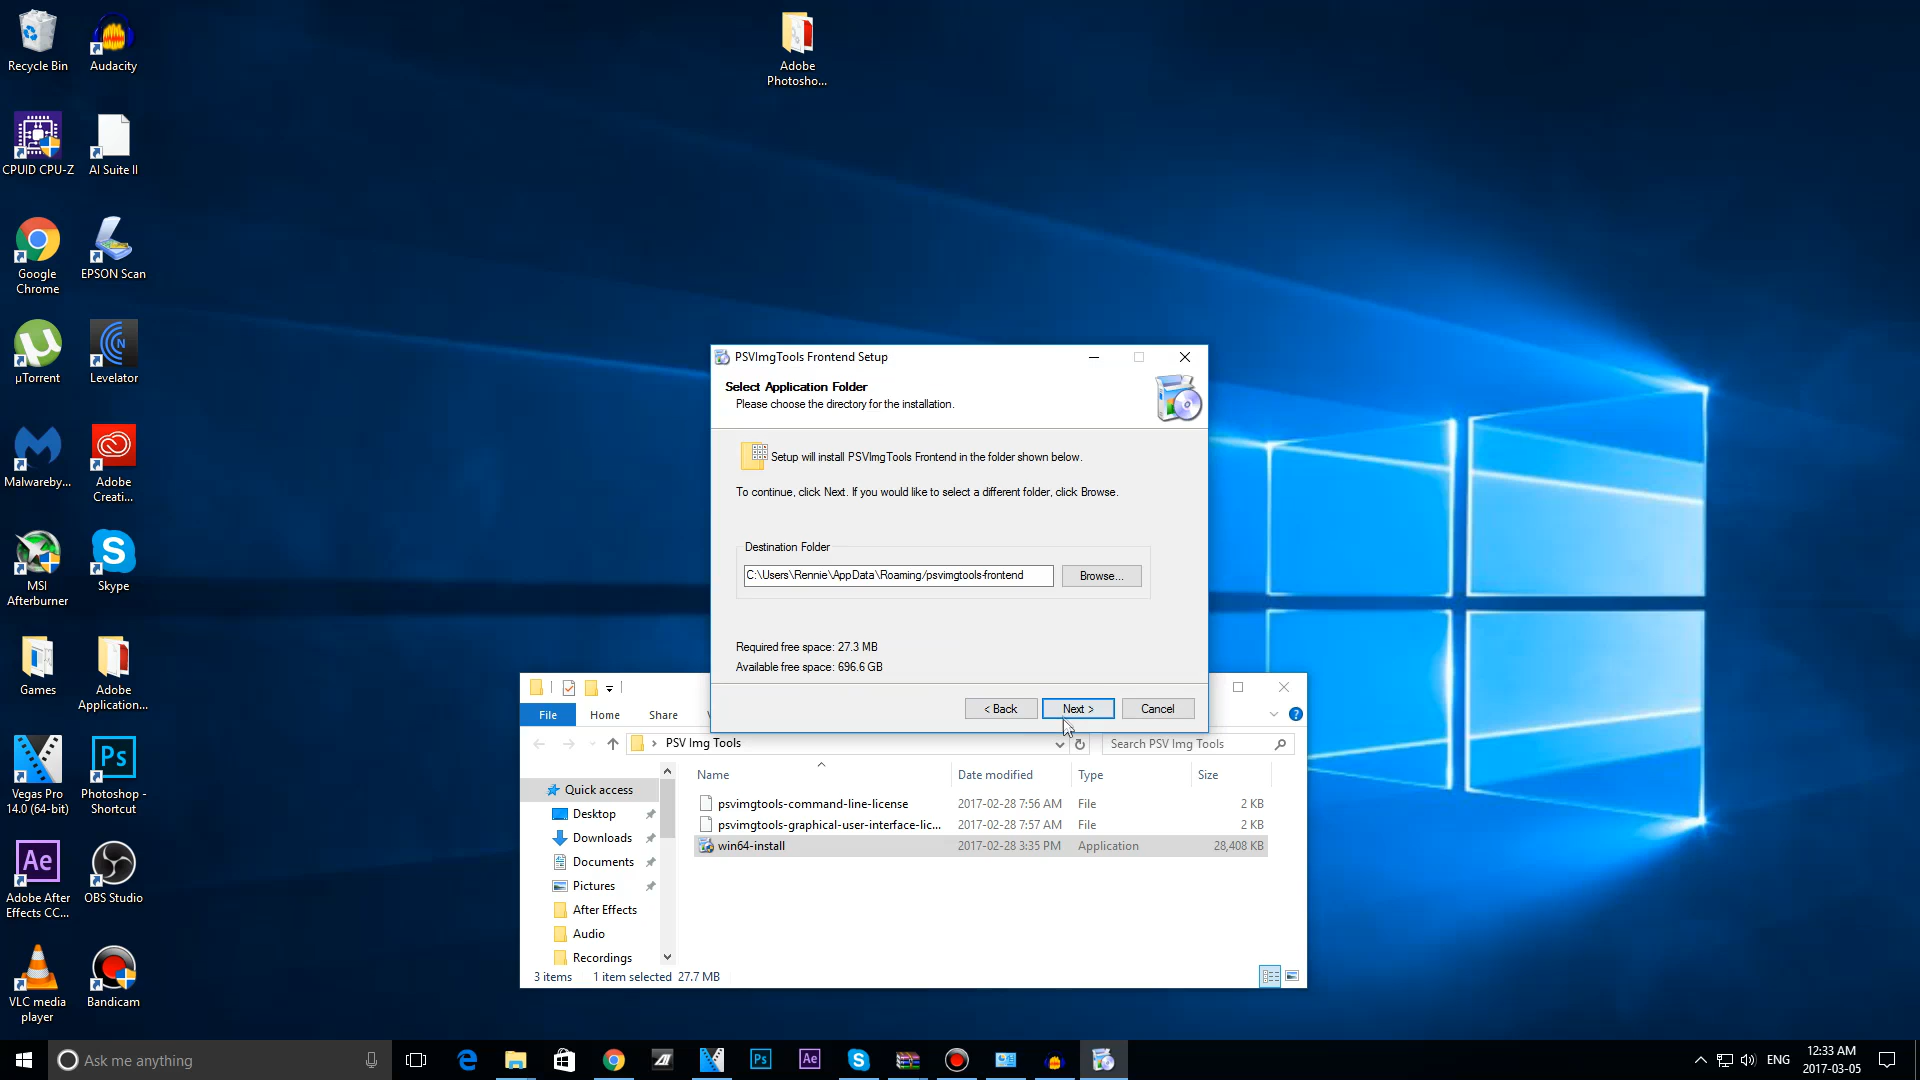 Recycle Bin
Audacity
Adobe
Photosho...
CPUID CPU-Z
AI Suite II
Google
Chrome
EPSON Scan
µTorrent
Levelator
Malwareby...
Adobe
Creati...
MSI
Afterburner
Skype
Games
Adobe
Application...
Vegas Pro
14.0 (64-bit)
Photoshop -
Shortcut
Adobe After
Effects CC...
OBS Studio
VLC media
player
Bandicam
PSVImgTools Frontend Setup
Select Application Folder
Please choose the directory for the installation.
Setup will install PSVImgTools Frontend in the folder shown below.
To continue, click Next. If you would like to select a different folder, click Browse.
Destination Folder
C:\Users\Rennie\AppData\Roaming/psvimgtools-frontend
Browse...
Required free space: 27.3 MB
Available free space: 696.6 GB
< Back
Next >
Cancel
File
Home
Share
PSV Img Tools
Search PSV Img Tools
Name
Date modified
Type
Size
Quick access
Desktop
Downloads
Documents
Pictures
After Effects
Audio
Recordings
psvimgtools-command-line-license 2017-02-28 7:56 AM File 2 KB
psvimgtools-graphical-user-interface-lic... 2017-02-28 7:57 AM File 2 KB
win64-install 2017-02-28 3:35 PM Application 28,408 KB
3 items 1 item selected 27.7 MB
Ask me anything
ENG
12:33 AM
2017-03-05
Ps
Ae
Ps
Ae